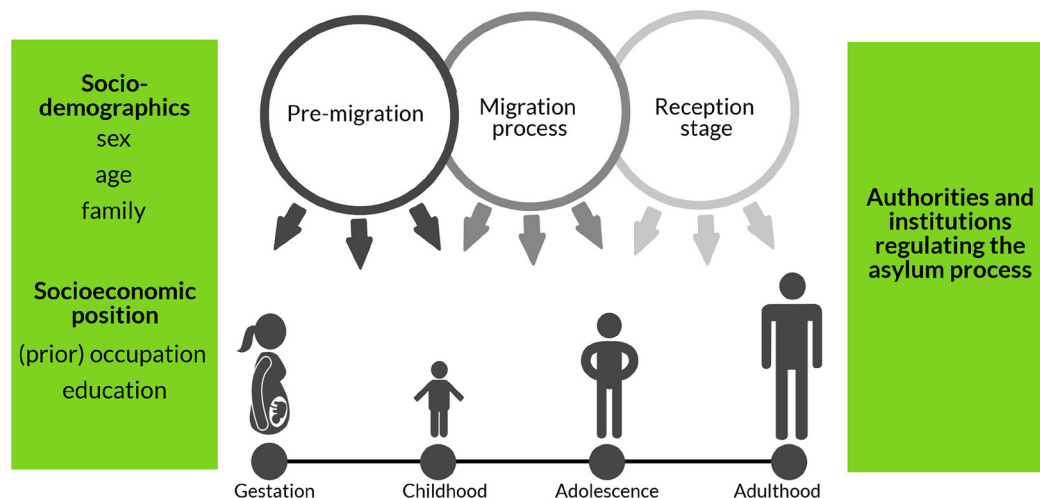 Socio-
demographics
sex
age
family
Socioeconomic
position
(prior) occupation
education
Pre-migration
Migration
process
Reception
stage
Gestation
Childhood
Adolescence
Adulthood
Authorities and
institutions
regulating the
asylum process